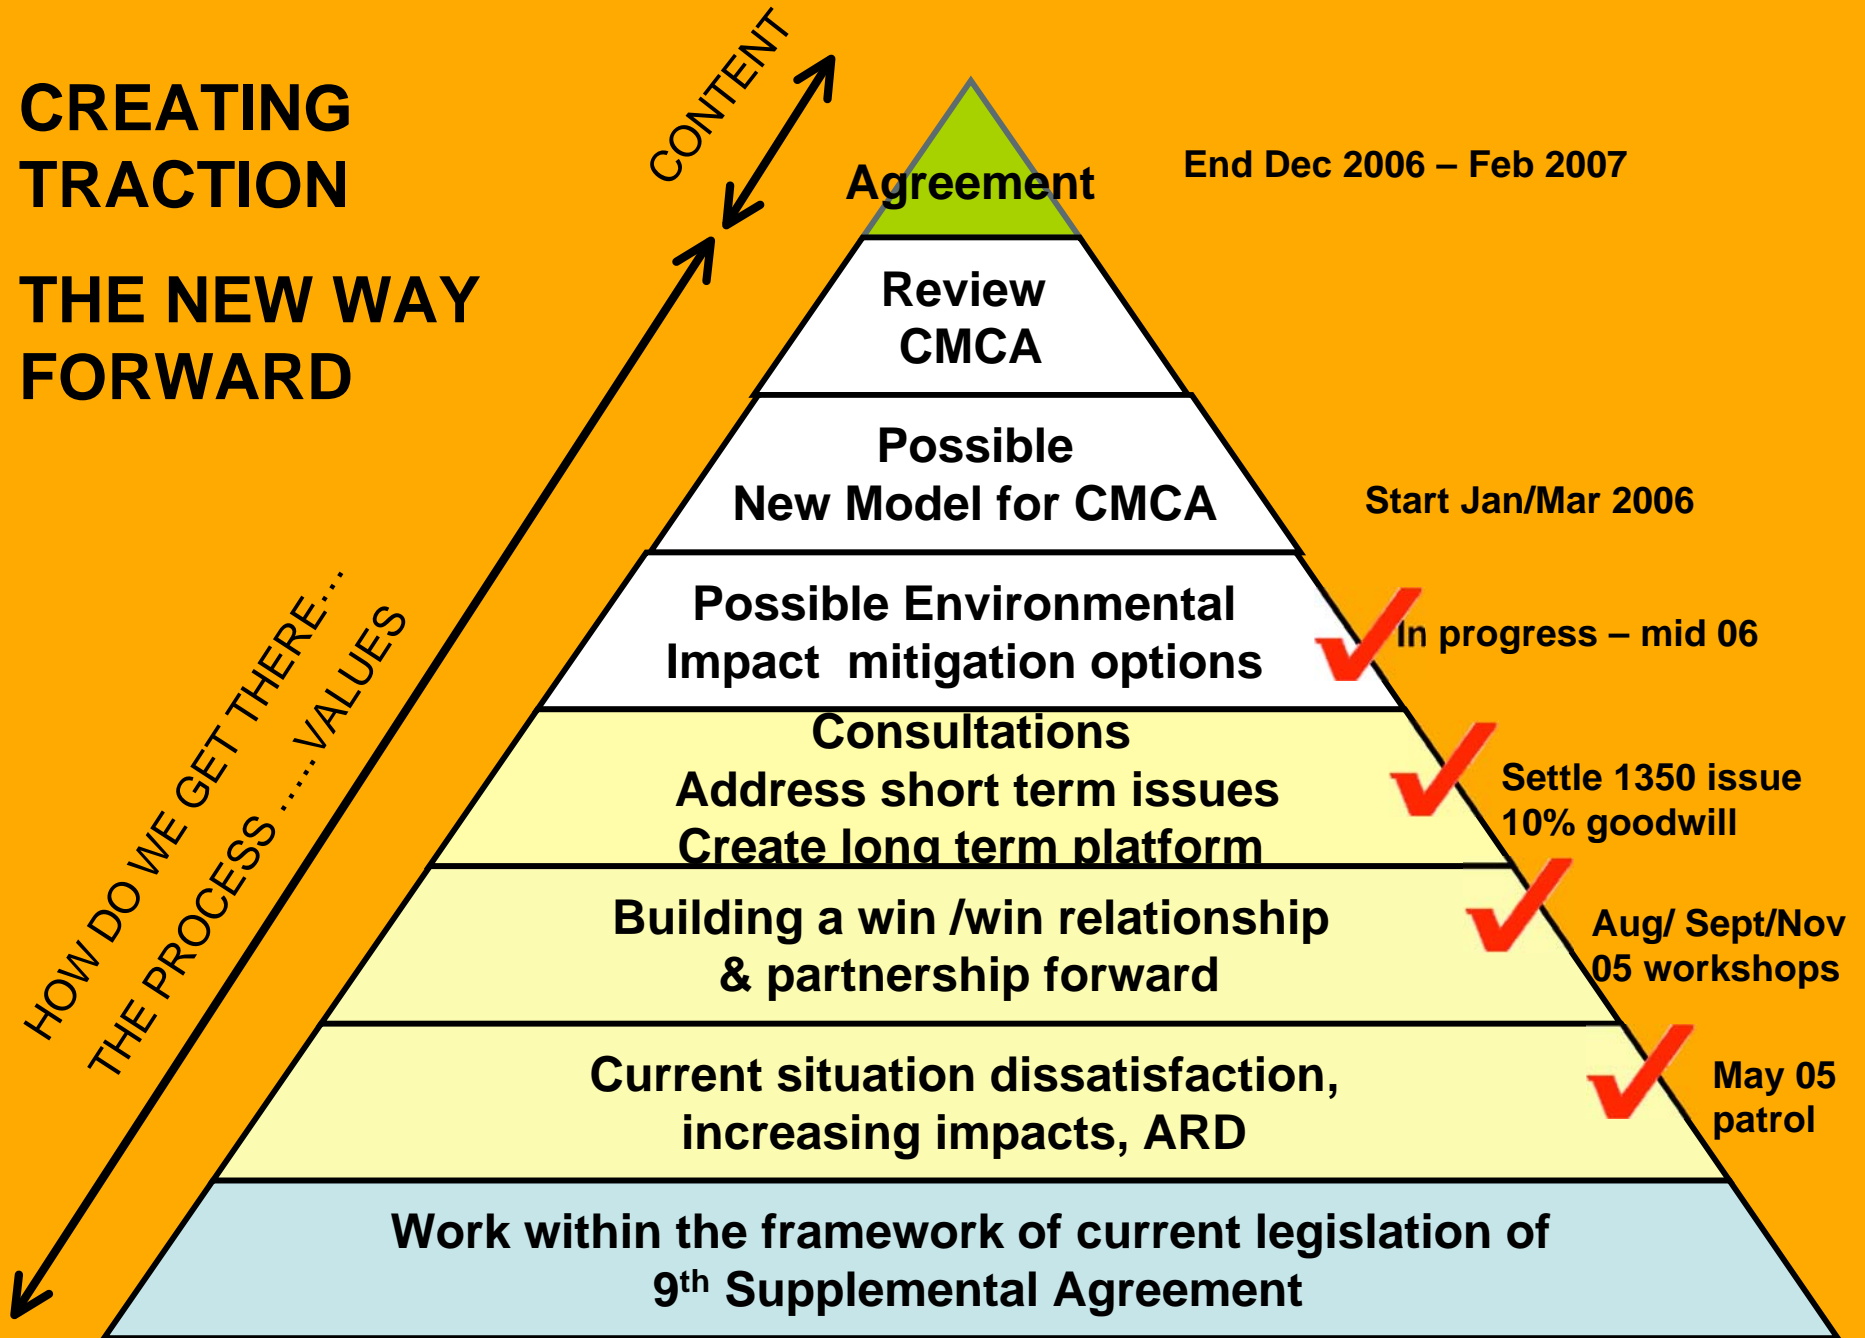 CREATING
TRACTION
THE NEW WAY
FORWARD
CONTENT
HOW DO WE GET THERE…
THE PROCESS …..VALUES
Agreement
End Dec 2006 – Feb 2007
Review
CMCA
Possible
New Model for CMCA
Start Jan/Mar 2006
Possible Environmental
Impact mitigation options
In progress – mid 06
Consultations
Address short term issues
Create long term platform
Settle 1350 issue
10% goodwill
Building a win /win relationship
& partnership forward
Aug/ Sept/Nov
05 workshops
Current situation dissatisfaction,
increasing impacts, ARD
May 05
patrol
Work within the framework of current legislation of
9th Supplemental Agreement